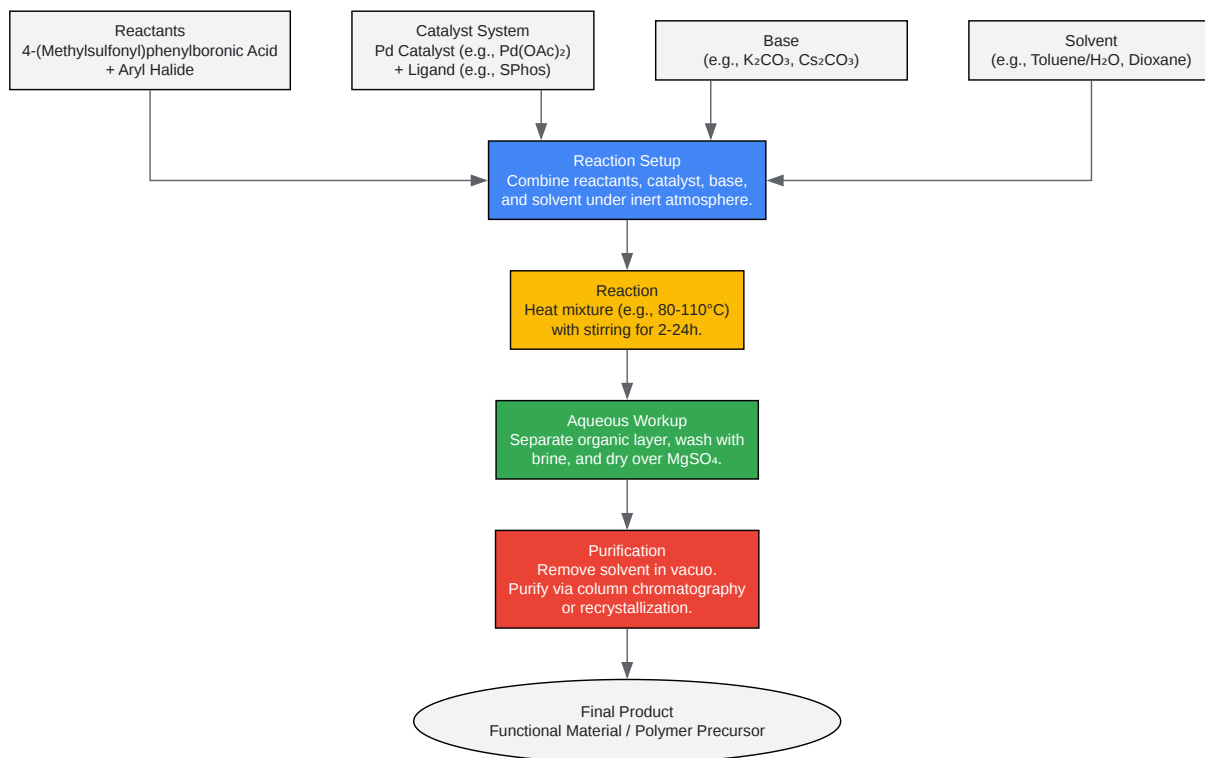 Reactants
4-(Methylsulfonyl)phenylboronic Acid
+ Aryl Halide
Catalyst System
Pd Catalyst (e.g., Pd(OAc)₂)
+ Ligand (e.g., SPhos)
Base
(e.g., K₂CO₃, Cs₂CO₃)
Solvent
(e.g., Toluene/H₂O, Dioxane)
Reaction Setup
Combine reactants, catalyst, base,
and solvent under inert atmosphere.
Reaction
Heat mixture (e.g., 80-110°C)
with stirring for 2-24h.
Aqueous Workup
Separate organic layer, wash with
brine, and dry over MgSO₄.
Purification
Remove solvent in vacuo.
Purify via column chromatography
or recrystallization.
Final Product
Functional Material / Polymer Precursor